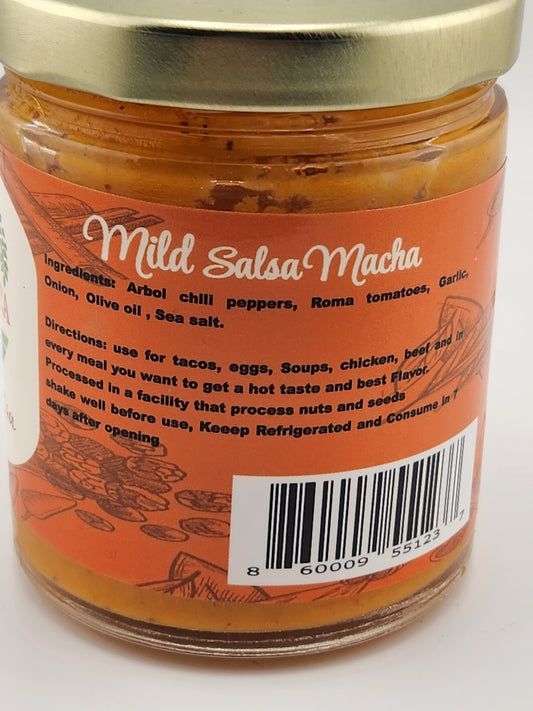 Mild Salsa Macha
Ingredients: Arbol chili peppers, Roma tomatoes, Garlic,
Onion, Olive oil , Sea salt.
Directions: use for tacos, eggs, Soups, chicken, beef and in
every meal you want to get a hot taste and best Flavor.
Processed in a facility that process nuts and seeds
shake well before use, Keeep Refrigerated and Consume in 7
days after opening
8 60009 55123 7